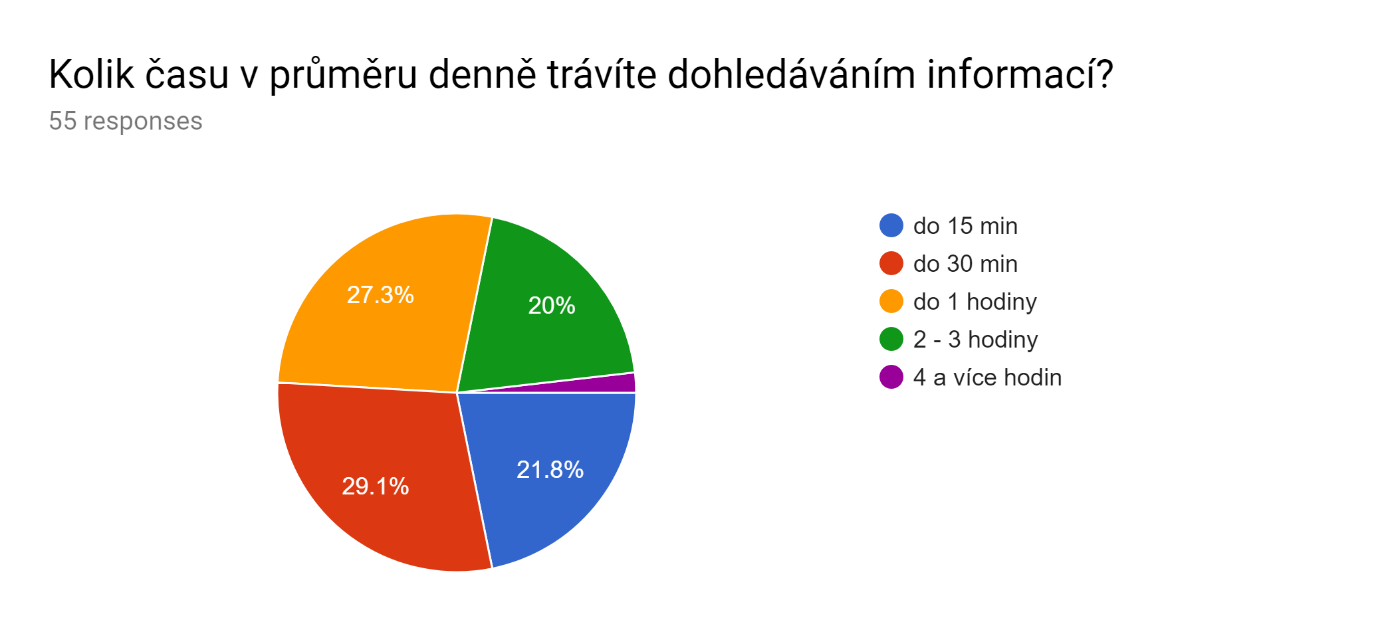 Kolik času v průměru denně trávíte dohledáváním informací?
55 responses
do 15 min
do 30 min
do 1 hodiny
2 - 3 hodiny
4 a více hodin
27.3%
20%
29.1%
21.8%